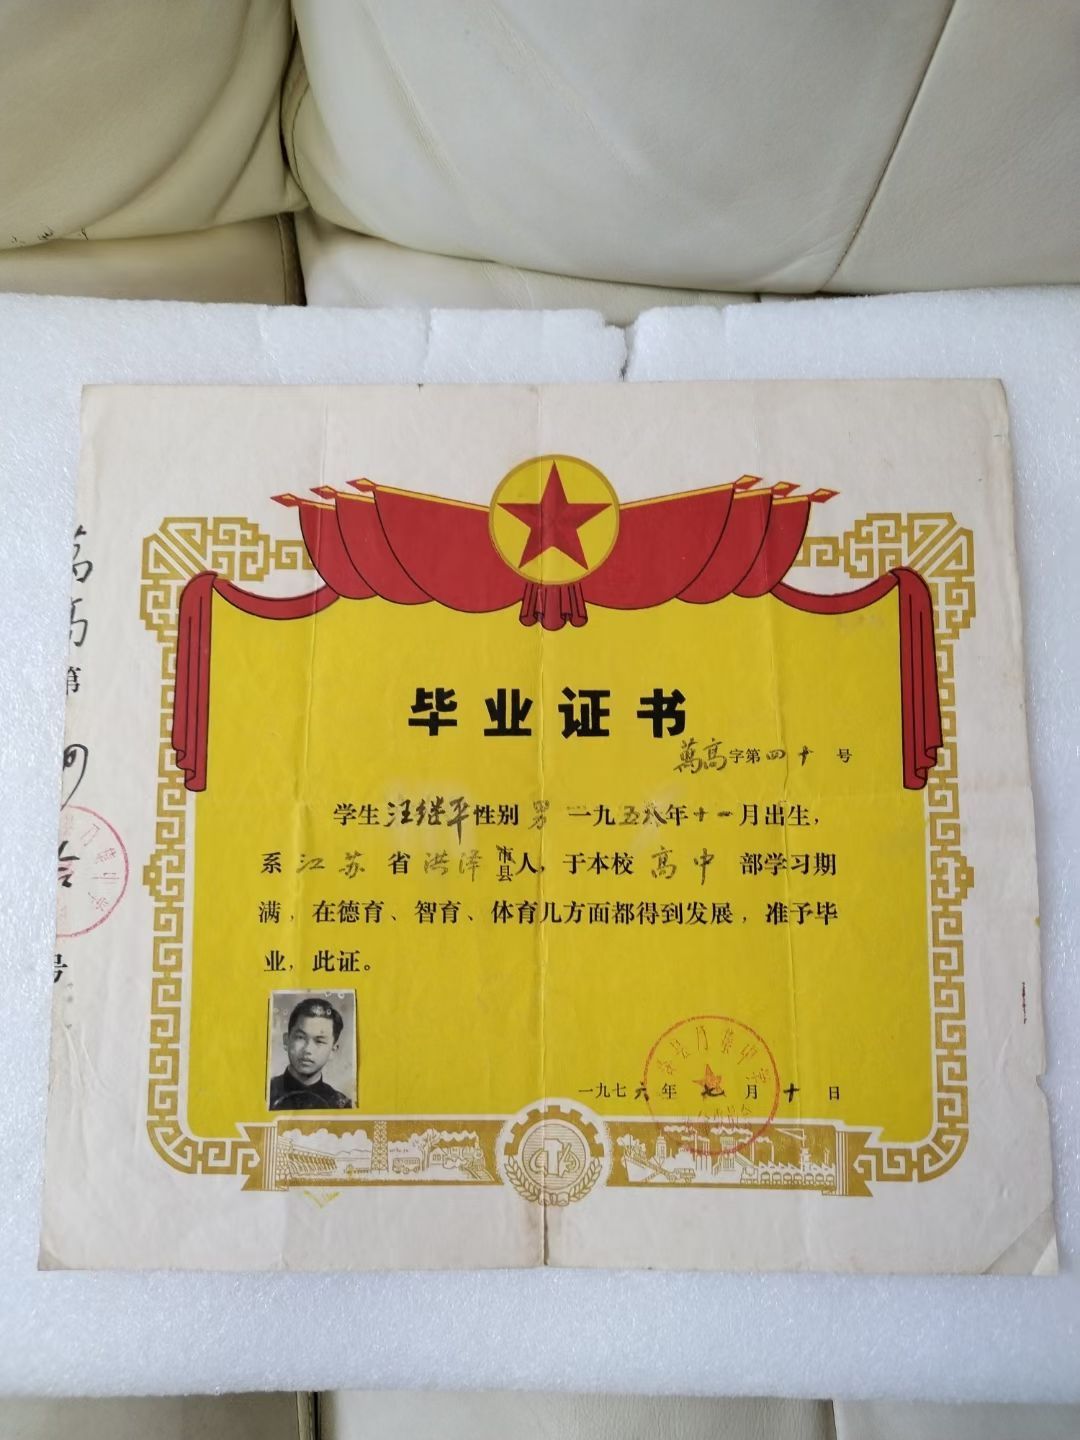 毕业证书
萬高字第四十号
学生汪继平性别男一九五八年十一月出生，
系江苏省洪泽市县人，于本校高中部学习期
满，在德育、智育、体育几方面都得到发展，准予毕
业，此证。
一九七六年七月十日
第
号